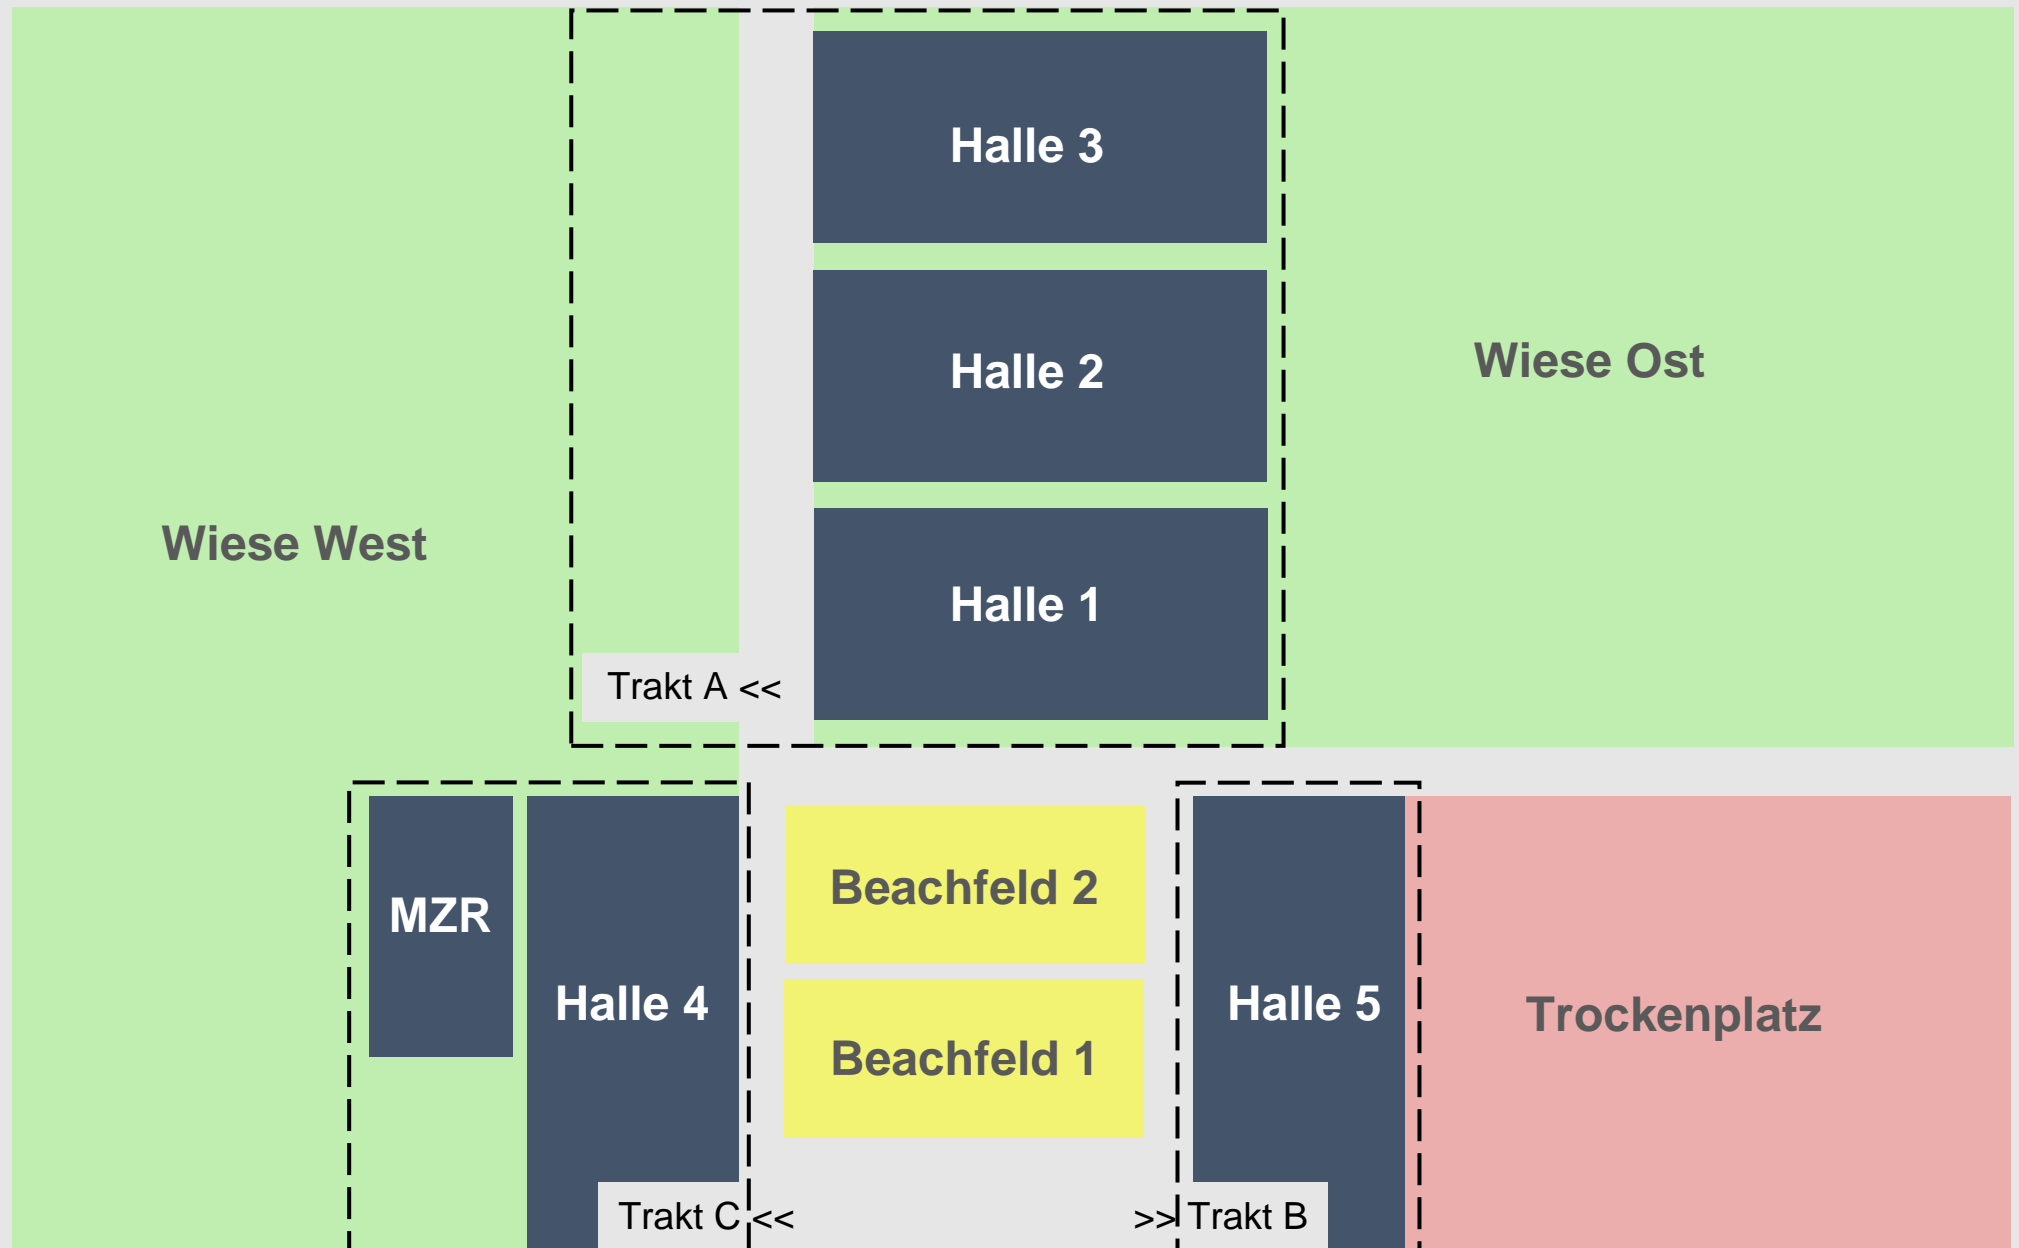 Halle 3
Halle 2
Wiese Ost
Wiese West
Halle 1
Trakt A <<
Beachfeld 2
MZR
Halle 4
Halle 5
Trockenplatz
Beachfeld 1
Trakt C <<
>> Trakt B